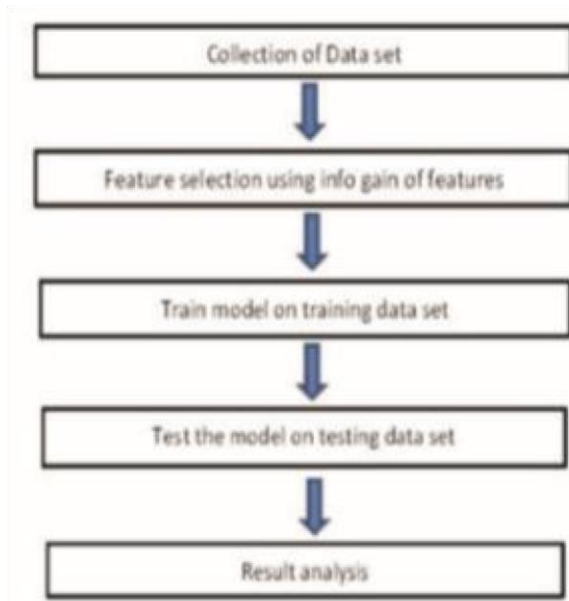 Collection of Data set
Feature selection using info gain of features
Train model on training data set
Test the model on testing data set
Result analysis